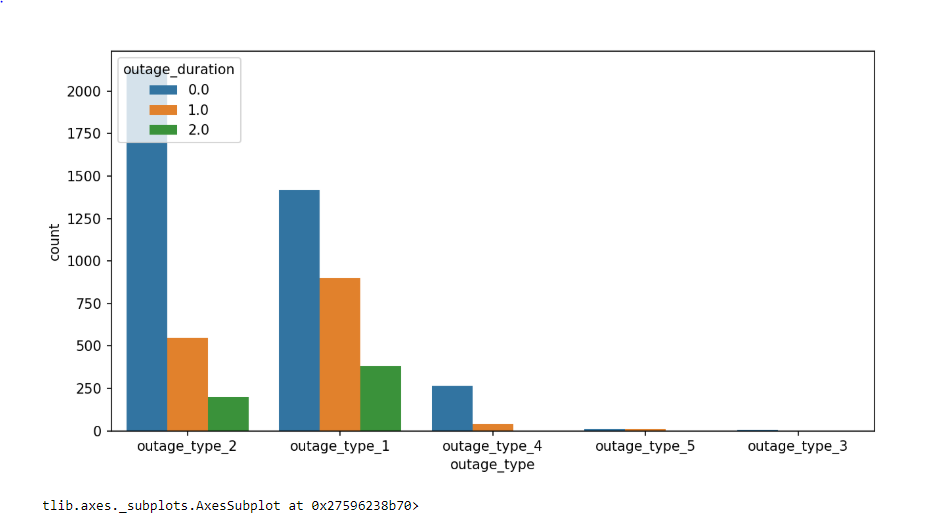 outage_duration
0.0
1.0
2.0
2000
1750
1500
1250
1000
750
500
250
0
count
outage_type_2 outage_type_1 outage_type_4 outage_type_5 outage_type_3
outage_type
tlib.axes._subplots.AxesSubplot at 0x27596238b70>